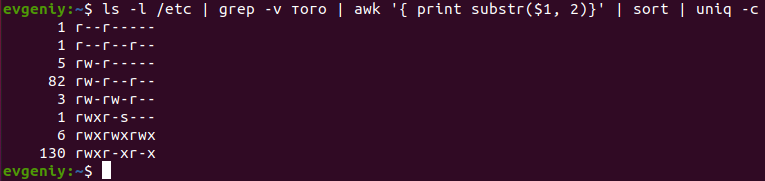 evgeniy:~$ ls -l /etc | grep -v того | awk '{ print substr($1, 2)}' | sort | uniq -c
      1 r--r-----
      1 r--r--r--
      5 rw-r-----
     82 rw-r--r--
      3 rw-rw-r--
      1 rwxr-s---
      6 rwxrwxrwx
    130 rwxr-xr-x
evgeniy:~$